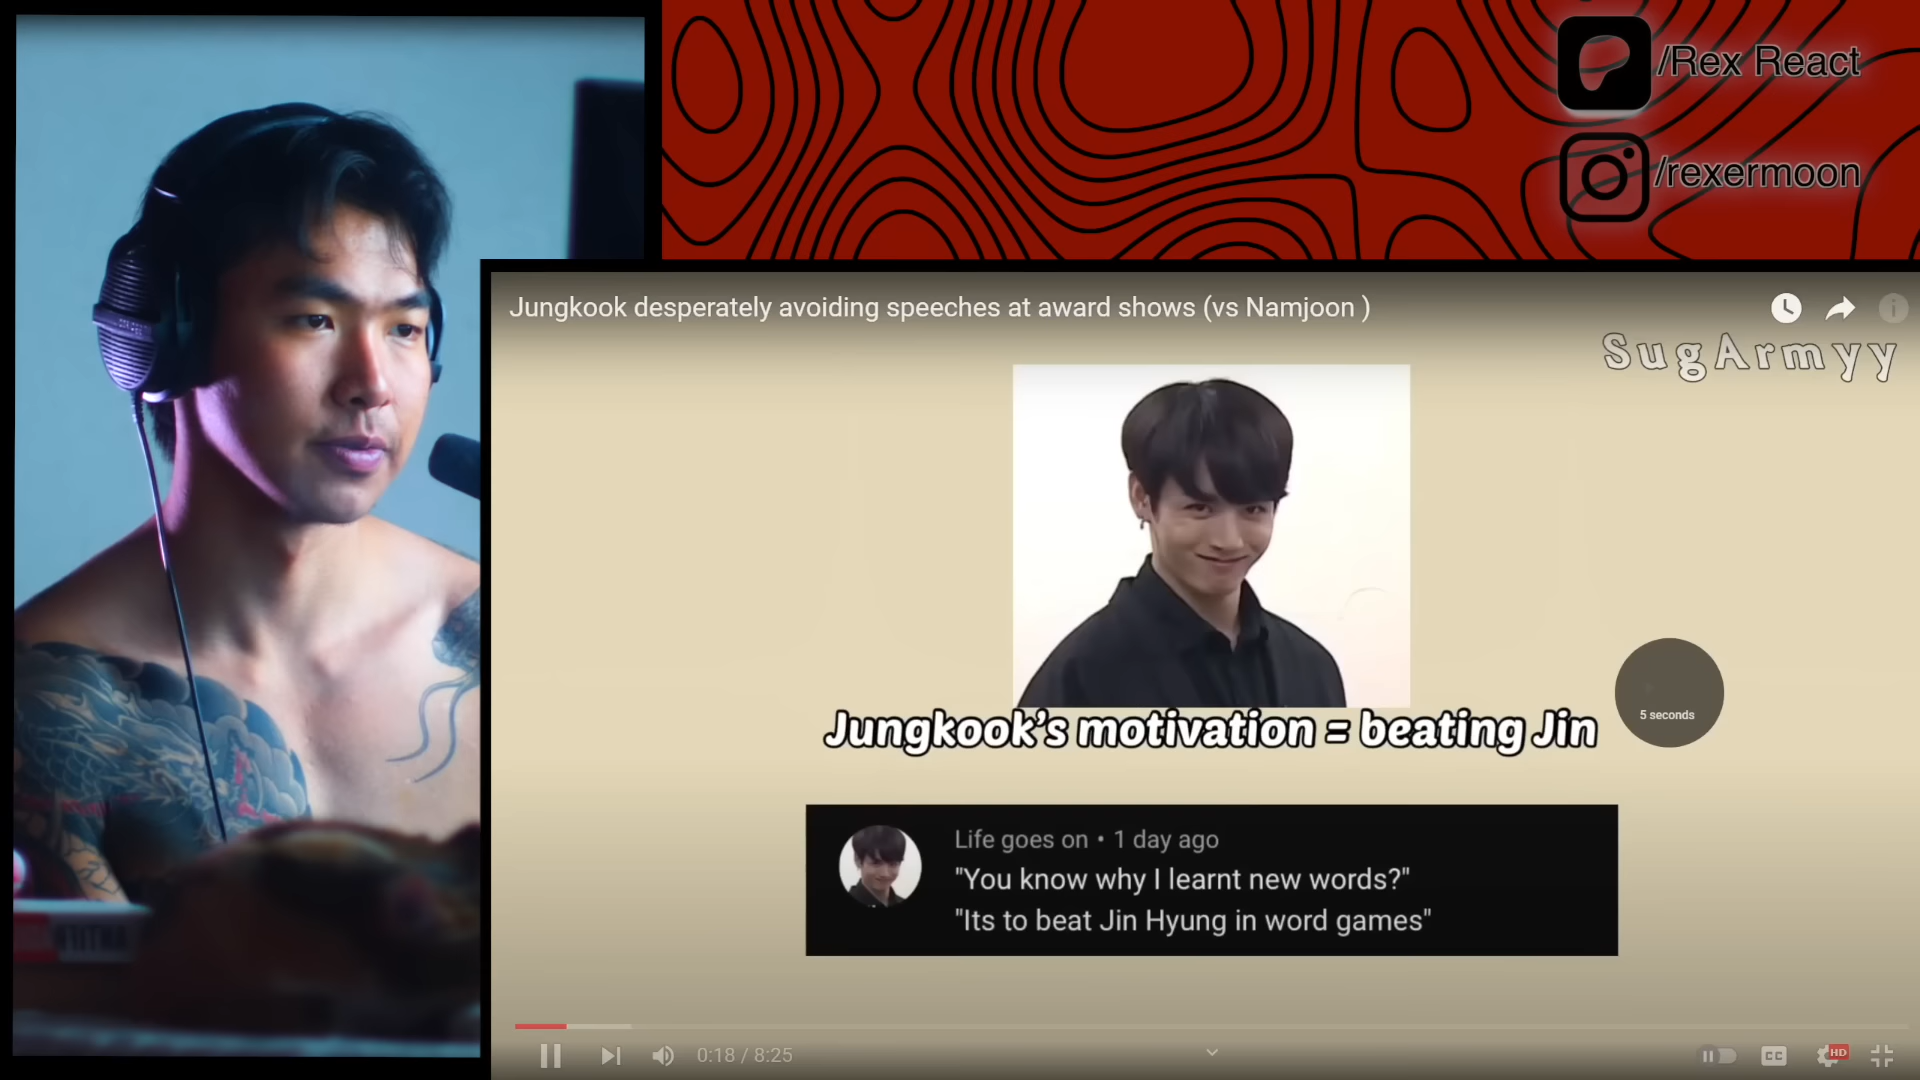 /Rex React
/rexermoon
Jungkook desperately avoiding speeches at award shows (vs Namjoon )
SugArmyy
5 seconds
Jungkook's motivation = beating Jin
Life goes on • 1 day ago
"You know why I learnt new words?"
"Its to beat Jin Hyung in word games"
0:18 / 8:25
CC
HD